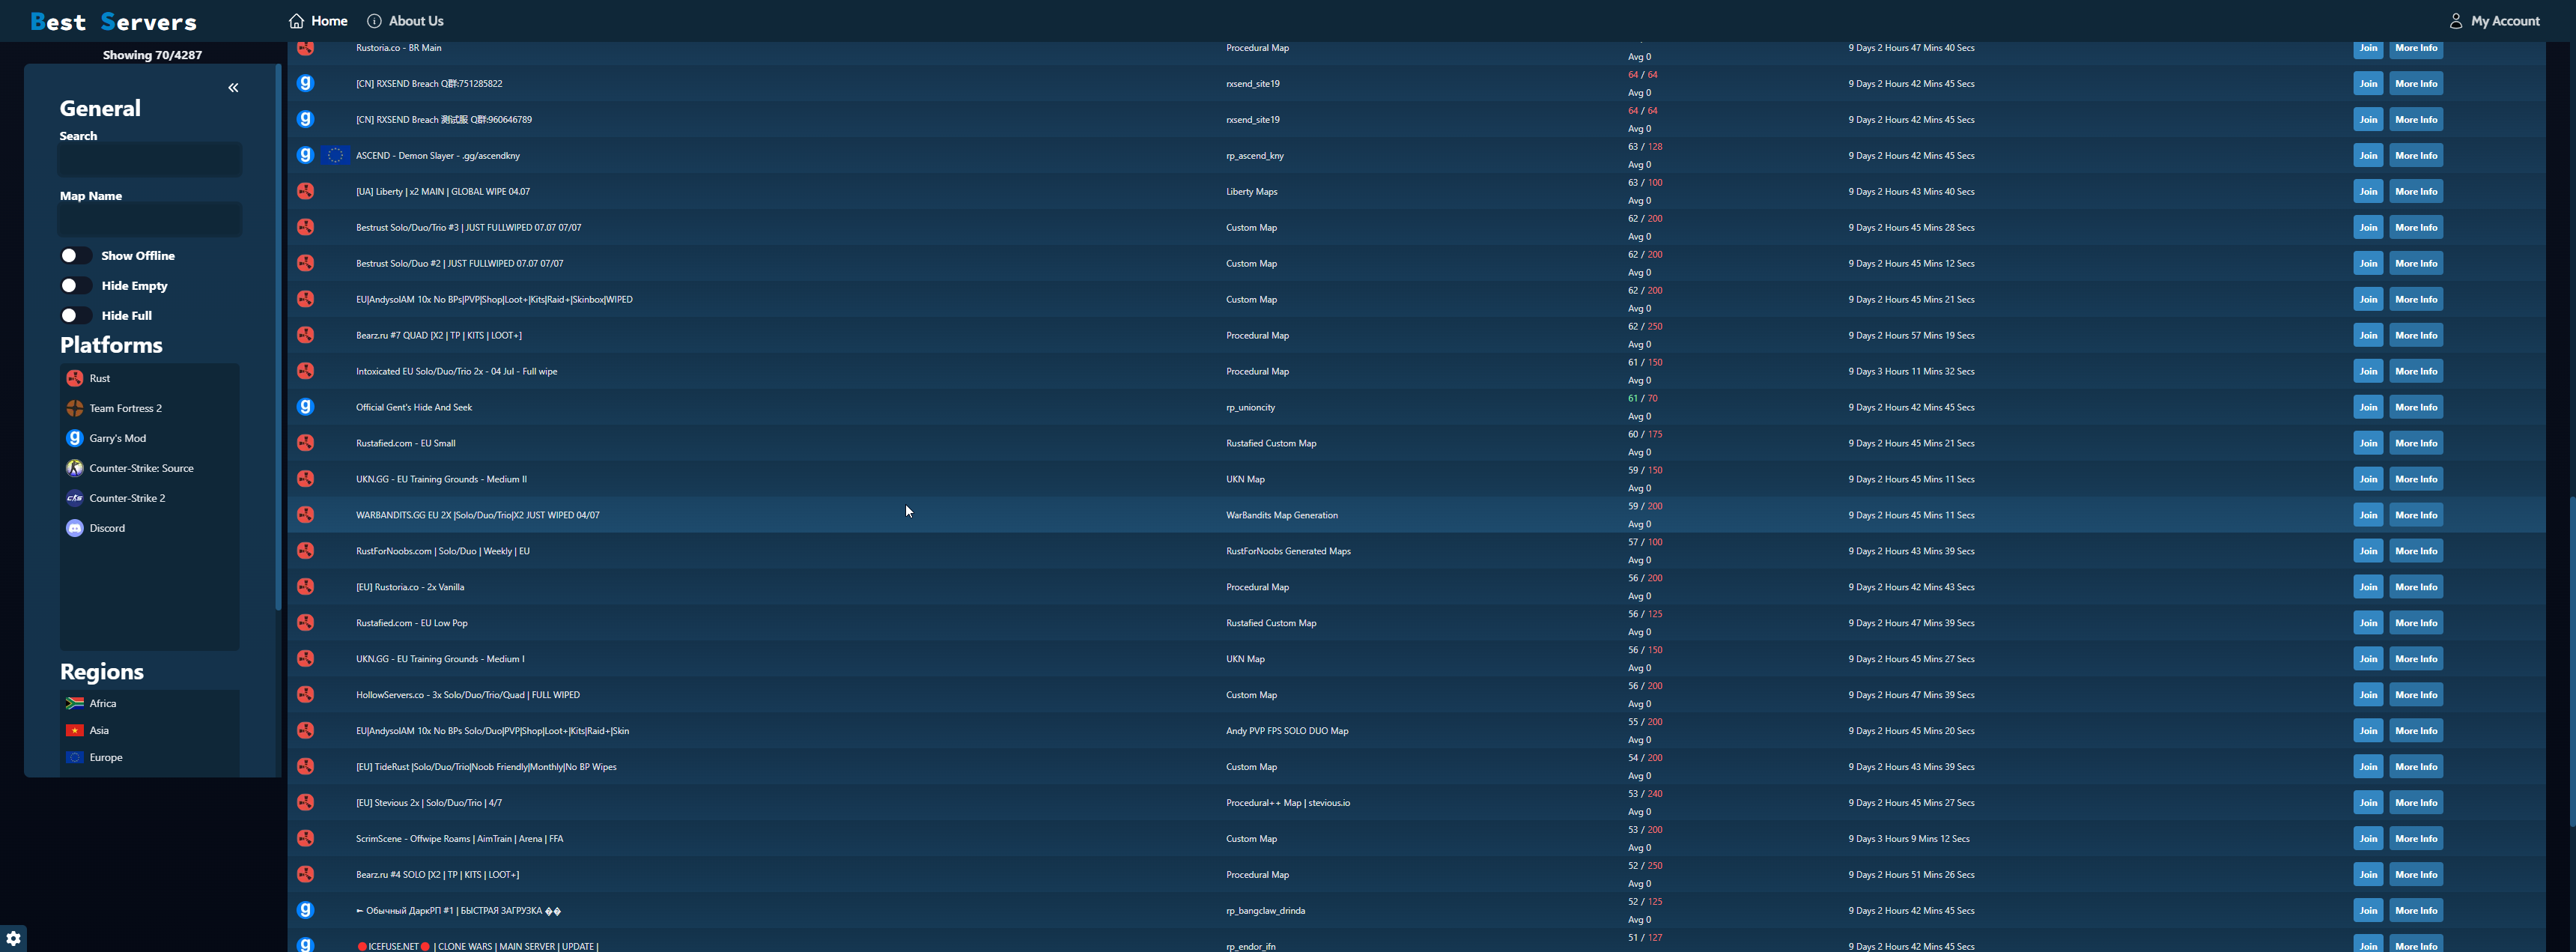 Best Servers
Home
About Us
My Account
Showing 70/4287
General
Search
Map Name
Show Offline
Hide Empty
Hide Full
Platforms
Rust
Team Fortress 2
Garry's Mod
Counter-Strike: Source
Counter-Strike 2
Discord
Regions
Africa
Asia
Europe
Rustoria.co - BR Main Procedural Map Avg 0 9 Days 2 Hours 47 Mins 40 Secs Join More Info
[CN] RXSEND Breach Q群:751285822 rxsend_site19 64 / 64 Avg 0 9 Days 2 Hours 42 Mins 45 Secs Join More Info
[CN] RXSEND Breach 测试服 Q群:960646789 rxsend_site19 64 / 64 Avg 0 9 Days 2 Hours 42 Mins 45 Secs Join More Info
ASCEND - Demon Slayer - .gg/ascendkny rp_ascend_kny 63 / 128 Avg 0 9 Days 2 Hours 42 Mins 45 Secs Join More Info
[UA] Liberty | x2 MAIN | GLOBAL WIPE 04.07 Liberty Maps 63 / 100 Avg 0 9 Days 2 Hours 43 Mins 40 Secs Join More Info
Bestrust Solo/Duo/Trio #3 | JUST FULLWIPED 07.07 07/07 Custom Map 62 / 200 Avg 0 9 Days 2 Hours 45 Mins 28 Secs Join More Info
Bestrust Solo/Duo #2 | JUST FULLWIPED 07.07 07/07 Custom Map 62 / 200 Avg 0 9 Days 2 Hours 45 Mins 12 Secs Join More Info
EU|AndysolAM 10x No BPs|PVP|Shop|Loot+|Kits|Raid+|Skinbox|WIPED Custom Map 62 / 200 Avg 0 9 Days 2 Hours 45 Mins 21 Secs Join More Info
Bearz.ru #7 QUAD [X2 | TP | KITS | LOOT+] Procedural Map 62 / 250 Avg 0 9 Days 2 Hours 57 Mins 19 Secs Join More Info
Intoxicated EU Solo/Duo/Trio 2x - 04 Jul - Full wipe Procedural Map 61 / 150 Avg 0 9 Days 3 Hours 11 Mins 32 Secs Join More Info
Official Gent's Hide And Seek rp_unioncity 61 / 70 Avg 0 9 Days 2 Hours 42 Mins 45 Secs Join More Info
Rustafied.com - EU Small Rustafied Custom Map 60 / 175 Avg 0 9 Days 2 Hours 45 Mins 21 Secs Join More Info
UKN.GG - EU Training Grounds - Medium II UKN Map 59 / 150 Avg 0 9 Days 2 Hours 45 Mins 11 Secs Join More Info
WARBANDITS.GG EU 2X |Solo/Duo/Trio|X2 JUST WIPED 04/07 WarBandits Map Generation 59 / 200 Avg 0 9 Days 2 Hours 45 Mins 11 Secs Join More Info
RustForNoobs.com | Solo/Duo | Weekly | EU RustForNoobs Generated Maps 57 / 100 Avg 0 9 Days 2 Hours 43 Mins 39 Secs Join More Info
[EU] Rustoria.co - 2x Vanilla Procedural Map 56 / 200 Avg 0 9 Days 2 Hours 42 Mins 43 Secs Join More Info
Rustafied.com - EU Low Pop Rustafied Custom Map 56 / 125 Avg 0 9 Days 2 Hours 47 Mins 39 Secs Join More Info
UKN.GG - EU Training Grounds - Medium I UKN Map 56 / 150 Avg 0 9 Days 2 Hours 45 Mins 27 Secs Join More Info
HollowServers.co - 3x Solo/Duo/Trio/Quad | FULL WIPED Custom Map 56 / 200 Avg 0 9 Days 2 Hours 47 Mins 39 Secs Join More Info
EU|AndysolAM 10x No BPs Solo/Duo|PVP|Shop|Loot+|Kits|Raid+|Skin Andy PVP FPS SOLO DUO Map 55 / 200 Avg 0 9 Days 2 Hours 45 Mins 20 Secs Join More Info
[EU] TideRust |Solo/Duo/Trio|Noob Friendly|Monthly|No BP Wipes Custom Map 54 / 200 Avg 0 9 Days 2 Hours 43 Mins 39 Secs Join More Info
[EU] Stevious 2x | Solo/Duo/Trio | 4/7 Procedural++ Map | stevious.io 53 / 240 Avg 0 9 Days 2 Hours 45 Mins 27 Secs Join More Info
ScrimScene - Offwipe Roams | AimTrain | Arena | FFA Custom Map 53 / 200 Avg 0 9 Days 3 Hours 9 Mins 12 Secs Join More Info
Bearz.ru #4 SOLO [X2 | TP | KITS | LOOT+] Procedural Map 52 / 250 Avg 0 9 Days 2 Hours 51 Mins 26 Secs Join More Info
► Обычный ДаркРП #1 | БЫСТРАЯ ЗАГРУЗКА �� rp_bangclaw_drinda 52 / 125 Avg 0 9 Days 2 Hours 42 Mins 45 Secs Join More Info
🔴ICEFUSE.NET🔴 | CLONE WARS | MAIN SERVER | UPDATE | rp_endor_ifn 51 / 127 9 Days 2 Hours 42 Mins 45 Secs Join More Info